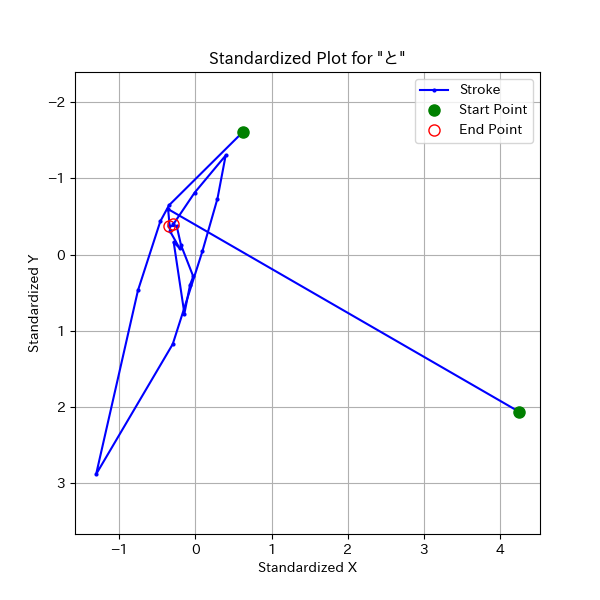 Standardized Plot for "と"
Stroke
Start Point
End Point
Standardized Y
−2
−1
0
1
2
3
−1
0
1
2
3
4
Standardized X